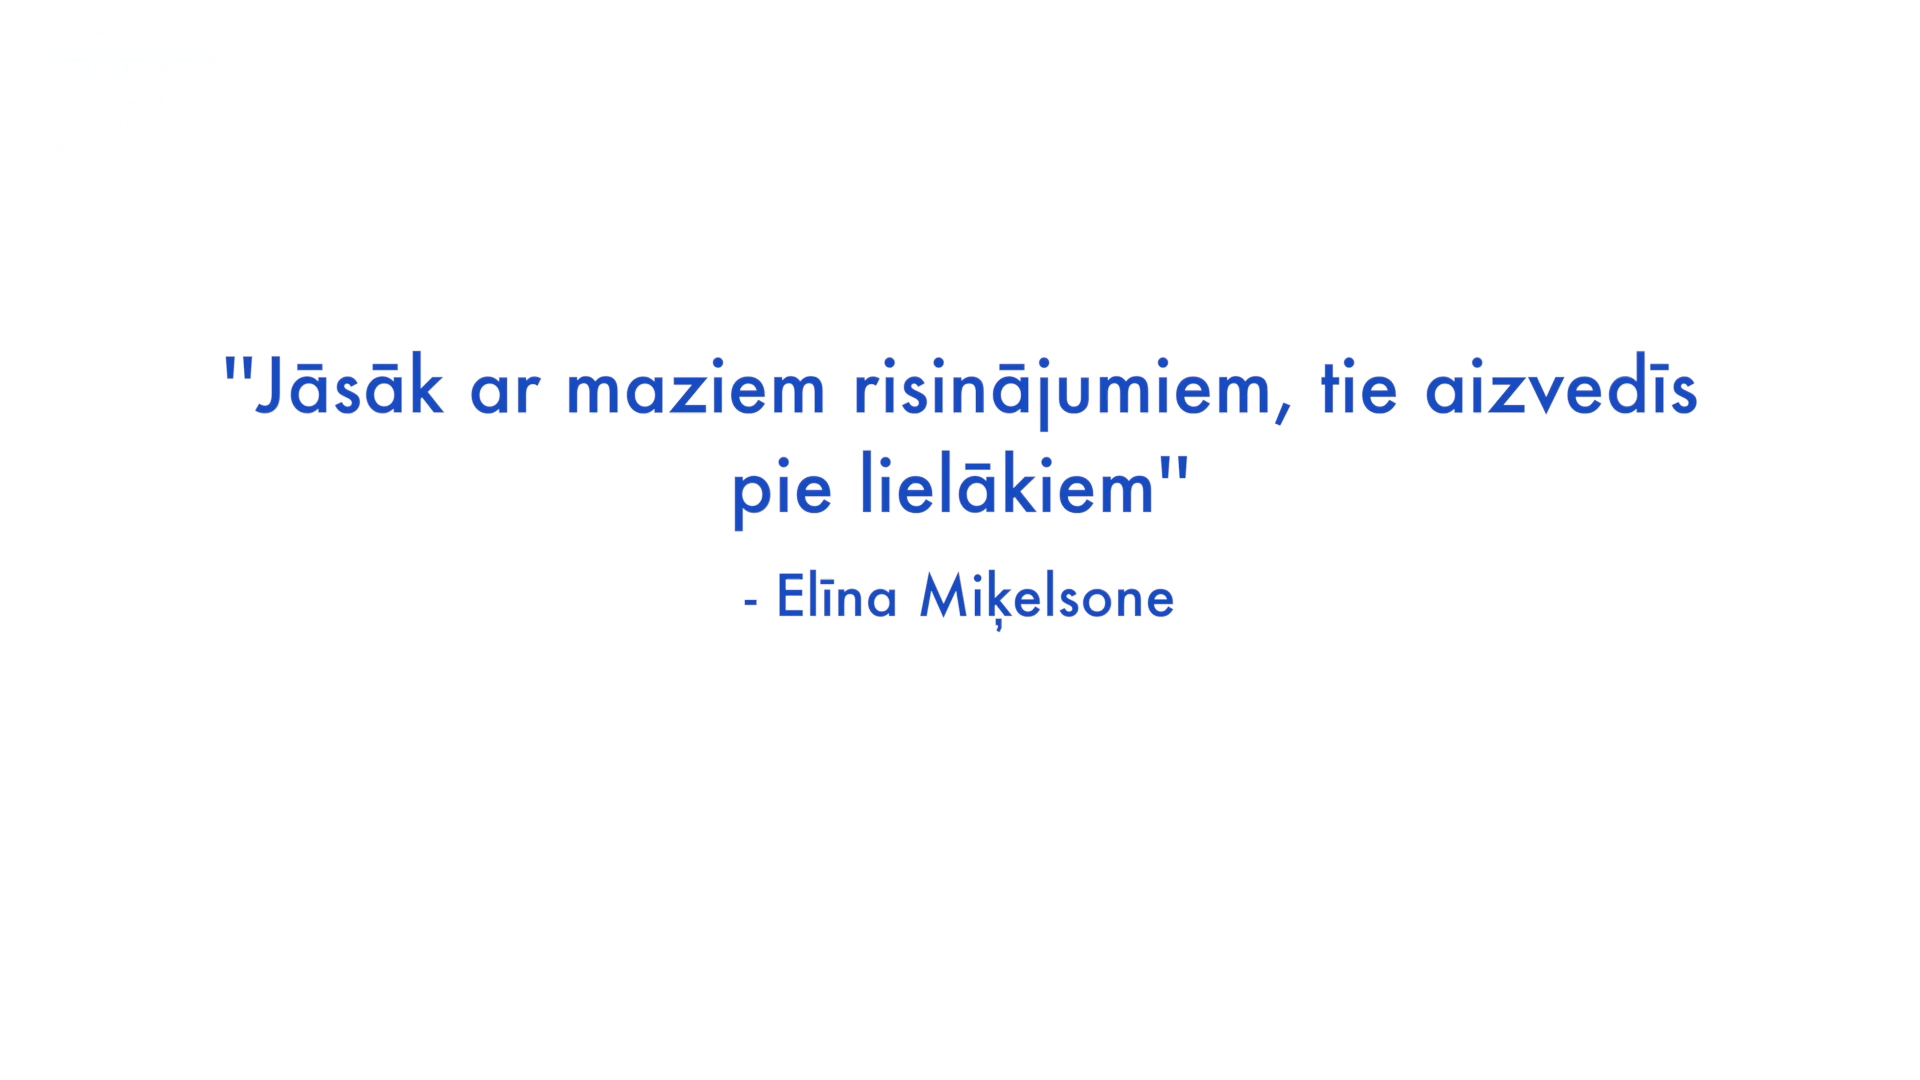 "Jāsāk ar maziem risinājumiem, tie aizvedīs
pie lielākiem"
- Elīna Miķelsone